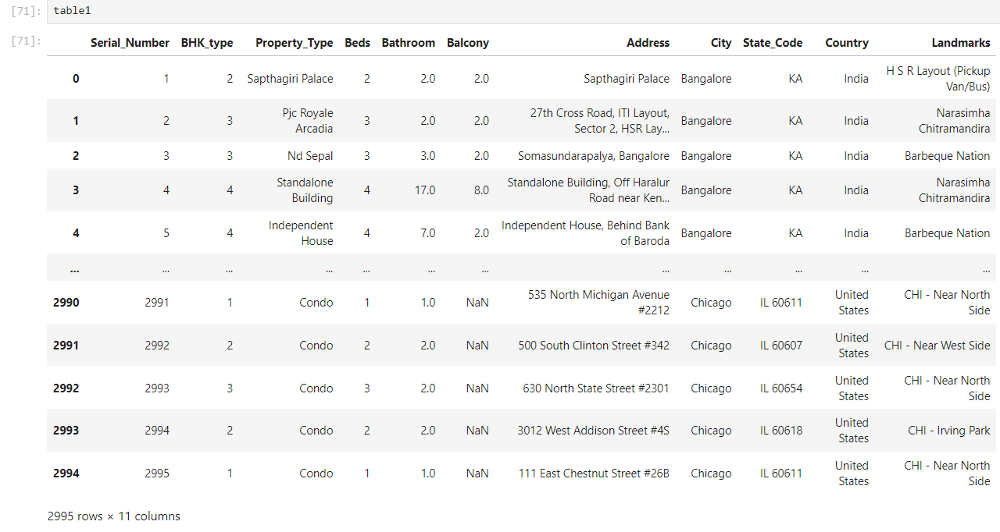 [71]: table1
[71]:
Serial_Number BHK_type Property_Type Beds Bathroom Balcony Address City State_Code Country Landmarks
0 1 2 Sapthagiri Palace 2 2.0 2.0 Sapthagiri Palace Bangalore KA India H S R Layout (Pickup Van/Bus)
1 2 3 Pjc Royale Arcadia 3 2.0 2.0 27th Cross Road, ITI Layout, Sector 2, HSR Lay... Bangalore KA India Narasimha Chitramandira
2 3 3 Nd Sepal 3 3.0 2.0 Somasundarapalya, Bangalore Bangalore KA India Barbeque Nation
3 4 4 Standalone Building 4 17.0 8.0 Standalone Building, Off Haralur Road near Ken... Bangalore KA India Narasimha Chitramandira
4 5 4 Independent House 4 7.0 2.0 Independent House, Behind Bank of Baroda Bangalore KA India Barbeque Nation
... ... ... ... ... ... ... ... ... ... ... ...
2990 2991 1 Condo 1 1.0 NaN 535 North Michigan Avenue #2212 Chicago IL 60611 United States CHI - Near North Side
2991 2992 2 Condo 2 2.0 NaN 500 South Clinton Street #342 Chicago IL 60607 United States CHI - Near West Side
2992 2993 3 Condo 3 2.0 NaN 630 North State Street #2301 Chicago IL 60654 United States CHI - Near North Side
2993 2994 2 Condo 2 2.0 NaN 3012 West Addison Street #4S Chicago IL 60618 United States CHI - Irving Park
2994 2995 1 Condo 1 1.0 NaN 111 East Chestnut Street #26B Chicago IL 60611 United States CHI - Near North Side
2995 rows × 11 columns